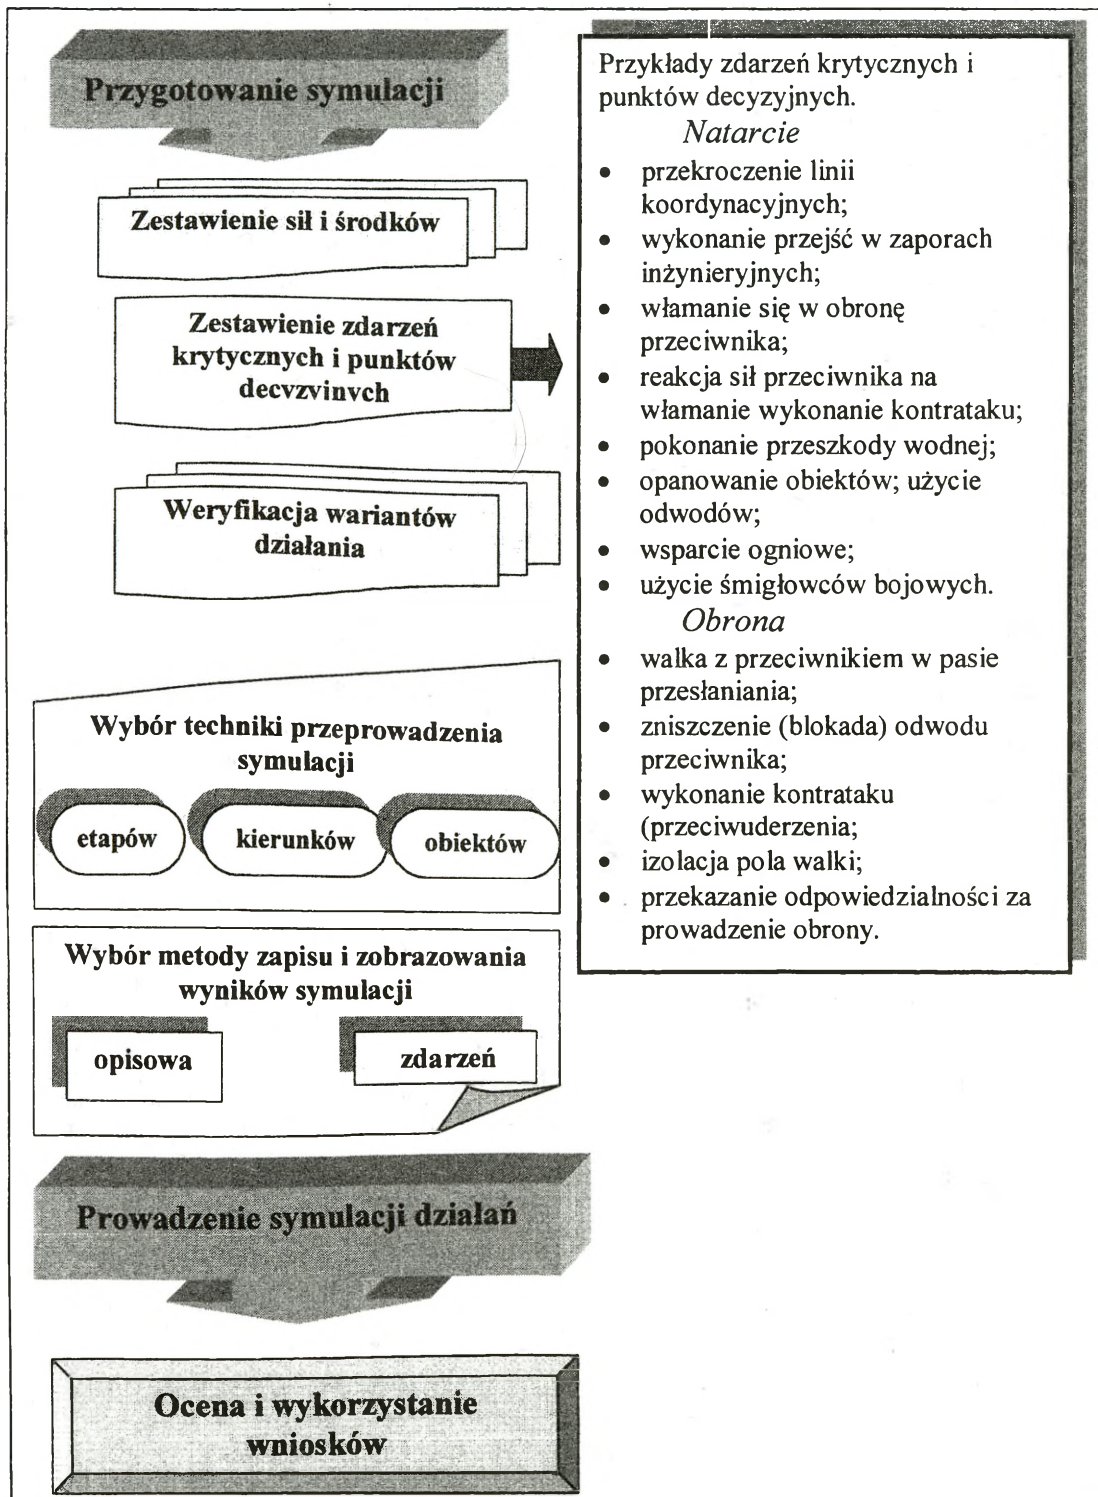 Przygotowanie symulacji
Zestawienie sił i środków
Zestawienie zdarzeń
krytycznych i punktów
decyzyjnych
Weryfikacja wariantów
działania
Wybór techniki przeprowadzenia
symulacji
etapów
kierunków
obiektów
Wybór metody zapisu i zobrazowania
wyników symulacji
opisowa
zdarzeń
Prowadzenie symulacji działań
Ocena i wykorzystanie
wniosków
Przykłady zdarzeń krytycznych i
punktów decyzyjnych.
Natarcie
• przekroczenie linii
koordynacyjnych;
• wykonanie przejść w zaporach
inżynieryjnych;
• włamanie się w obronę
przeciwnika;
• reakcja sił przeciwnika na
włamanie wykonanie kontrataku;
• pokonanie przeszkody wodnej;
• opanowanie obiektów; użycie
odwodów;
• wsparcie ogniowe;
• użycie śmigłowców bojowych.
Obrona
• walka z przeciwnikiem w pasie
przesłaniania;
• zniszczenie (blokada) odwodu
przeciwnika;
• wykonanie kontrataku
(przeciwuderzenia;
• izolacja pola walki;
• przekazanie odpowiedzialności za
prowadzenie obrony.